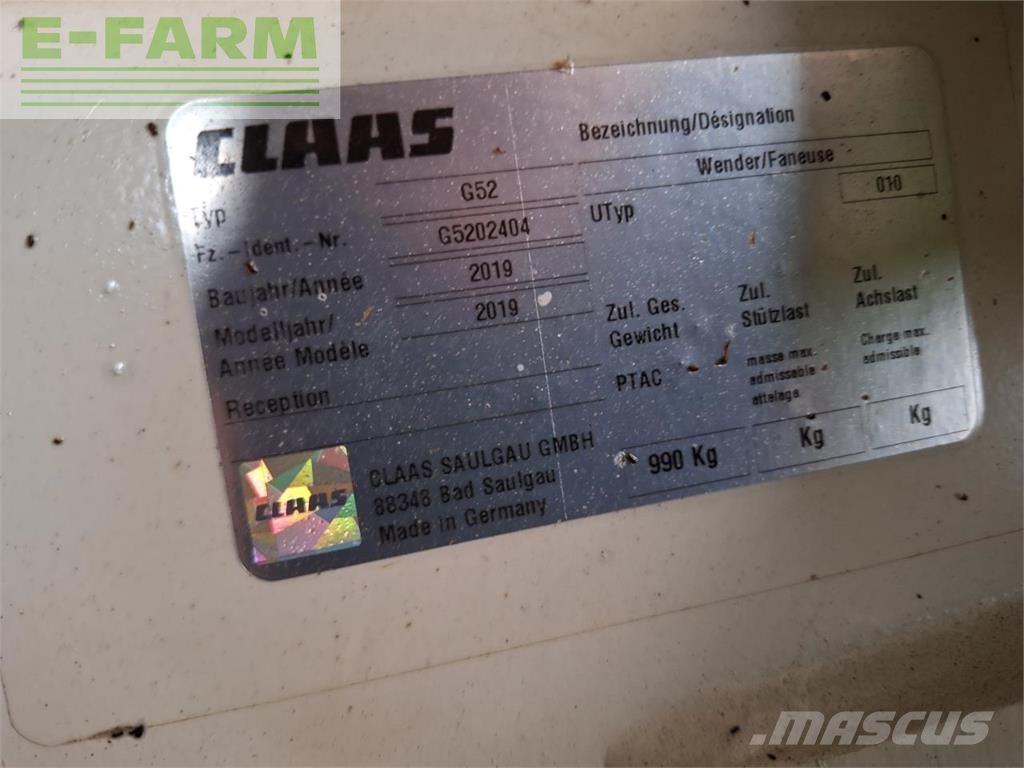 E-FARM
CLAAS
Bezeichnung/Désignation
Wender/Faneuse
Typ G52
UTyp 010
Fz.-Ident.-Nr. G5202404
Baujahr/Année 2019
Modelljahr/ 2019
Année Modèle
Reception
Zul. Ges.
Gewicht
PTAC
990 Kg
Zul.
Stützlast
masse max.
admissable
attelage
Kg
Zul.
Achslast
Charge max.
admissible
Kg
CLAAS
CLAAS SAULGAU GMBH
88348 Bad Saulgau
Made in Germany
MASCUS